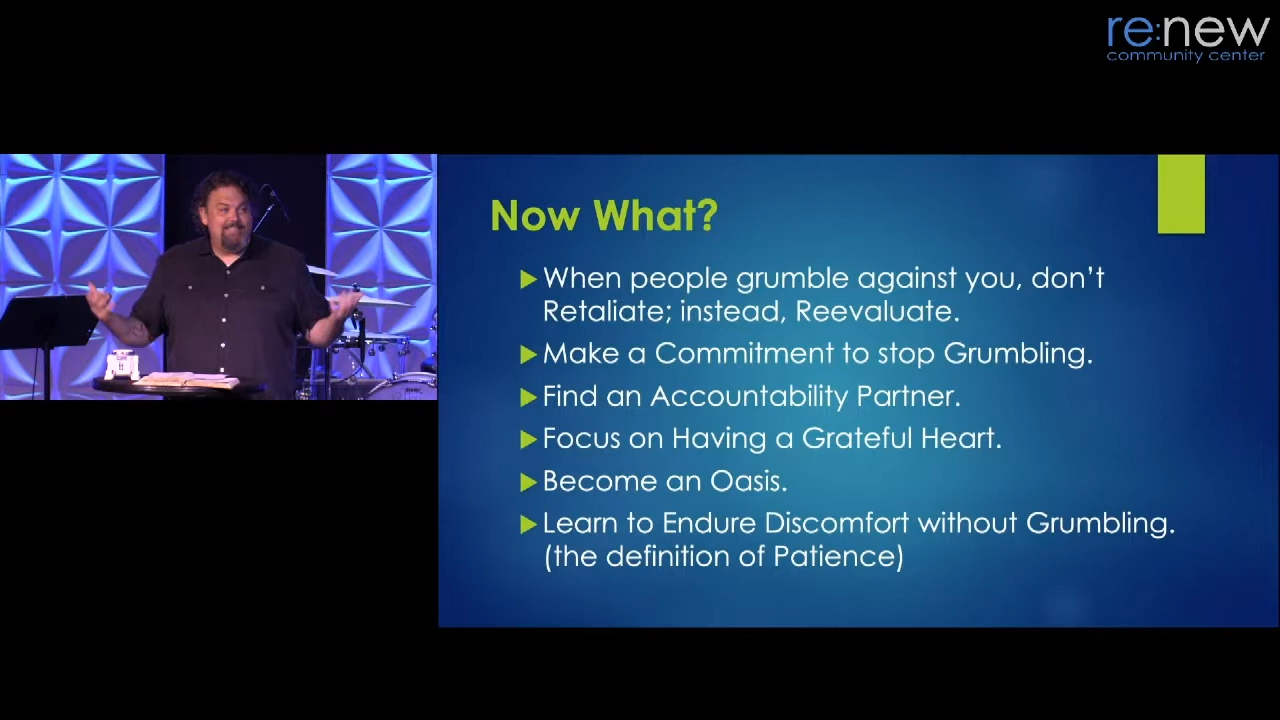 re:new
community center
Now What?
When people grumble against you, don't
Retaliate; instead, Reevaluate.
Make a Commitment to stop Grumbling.
Find an Accountability Partner.
Focus on Having a Grateful Heart.
Become an Oasis.
Learn to Endure Discomfort without Grumbling.
(the definition of Patience)